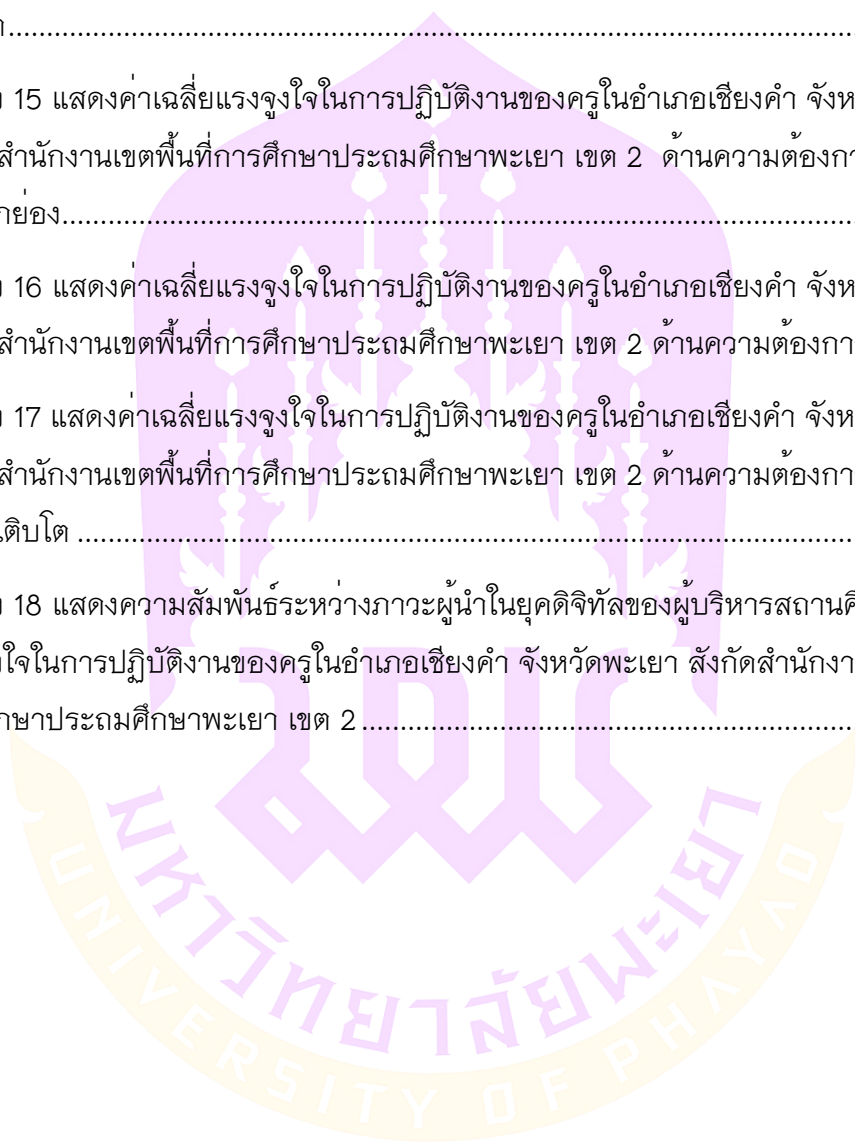 า
15 แสดงค่าเฉลี่ยแรงจูงใจในการปฏิบัติงานของครูในอำเภอเชียงคำ จังห
สำนักงานเขตพื้นที่การศึกษาประถมศึกษาพะเยา เขต 2 ด้านความต้องกา
กย่อง
16 แสดงค่าเฉลี่ยแรงจูงใจในการปฏิบัติงานของครูในอำเภอเชียงคำ จังห
สำนักงานเขตพื้นที่การศึกษาประถมศึกษาพะเยา เขต 2 ด้านความต้องกา
17 แสดงค่าเฉลี่ยแรงจูงใจในการปฏิบัติงานของครูในอำเภอเชียงคำ จังห
สำนักงานเขตพื้นที่การศึกษาประถมศึกษาพะเยา เขต 2 ด้านความต้องกา
เติบโต
18 แสดงความสัมพันธ์ระหว่างภาวะผู้นำในยุคดิจิทัลของผู้บริหารสถานศึ
ใจในการปฏิบัติงานของครูในอำเภอเชียงคำ จังหวัดพะเยา สังกัดสำนักงา
กษาประถมศึกษาพะเยา เขต 2
มหาวิทยาลัยพะเยา
UNIVERSITY OF PHAYAO